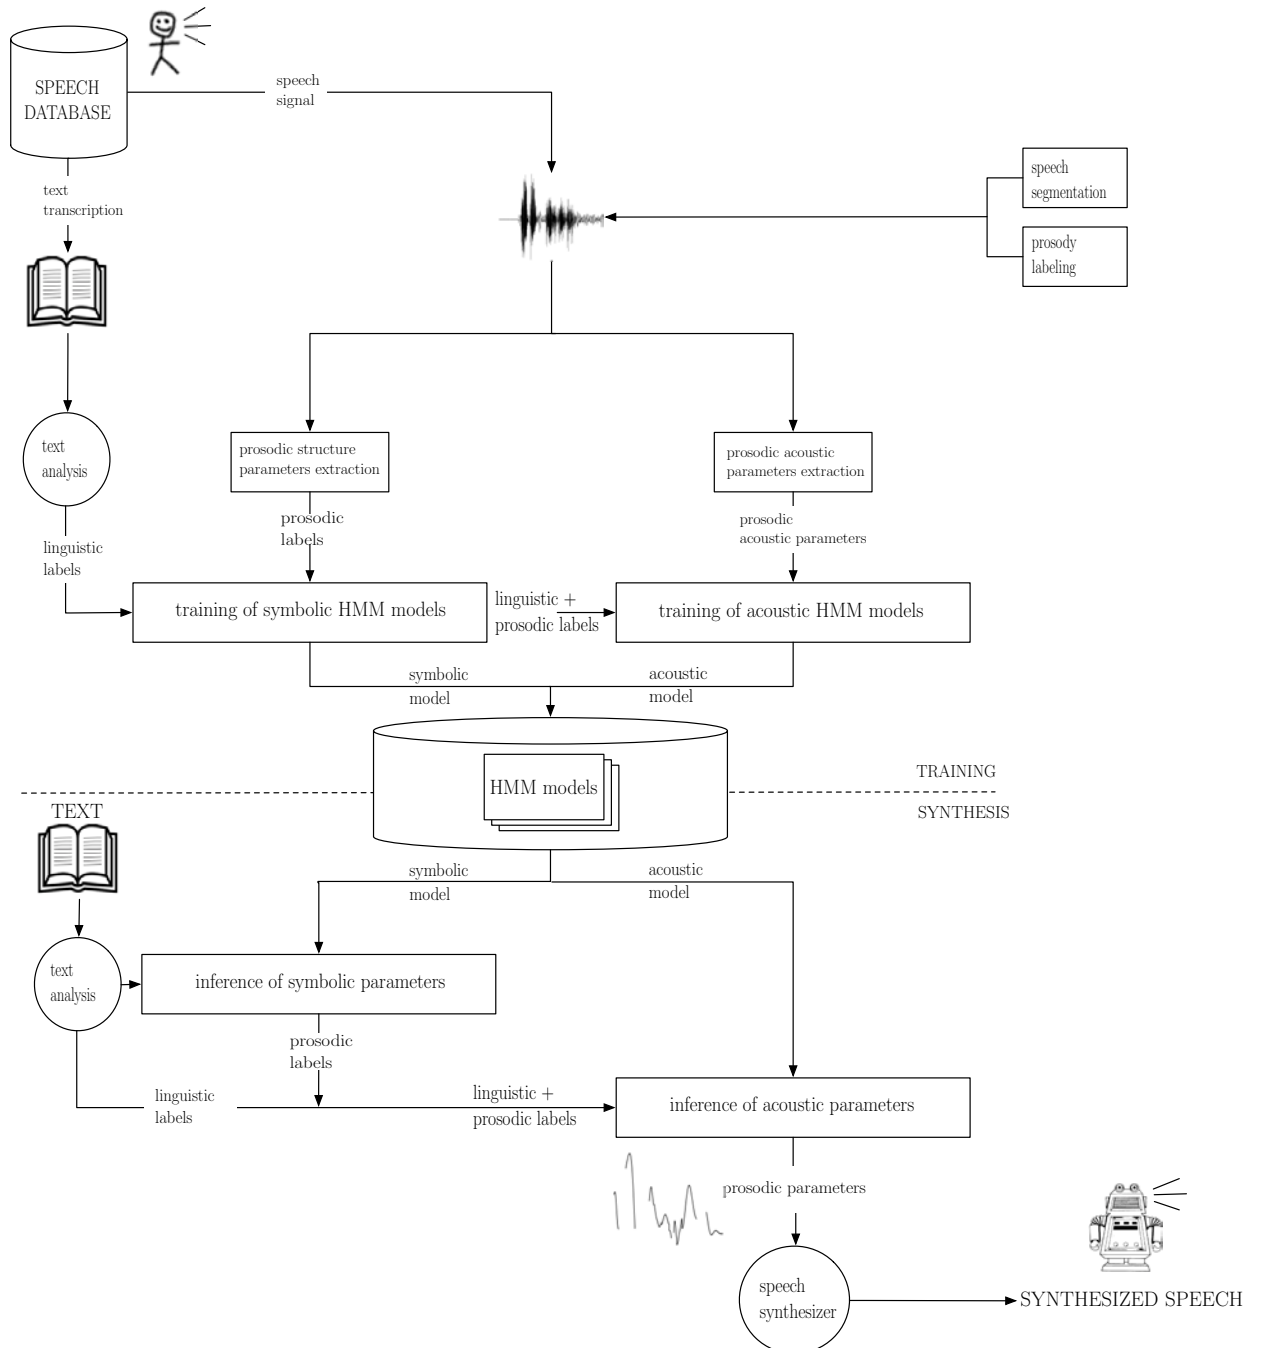 SPEECH
DATABASE
speech
signal
text
transcription
speech
segmentation
prosody
labeling
text
analysis
prosodic structure
parameters extraction
prosodic acoustic
parameters extraction
prosodic
labels
prosodic
acoustic parameters
linguistic
labels
training of symbolic HMM models
linguistic +
prosodic labels
training of acoustic HMM models
symbolic
model
acoustic
model
HMM models
TRAINING
SYNTHESIS
TEXT
symbolic
model
acoustic
model
text
analysis
inference of symbolic parameters
prosodic
labels
linguistic
labels
linguistic +
prosodic labels
inference of acoustic parameters
prosodic parameters
speech
synthesizer
SYNTHESIZED SPEECH